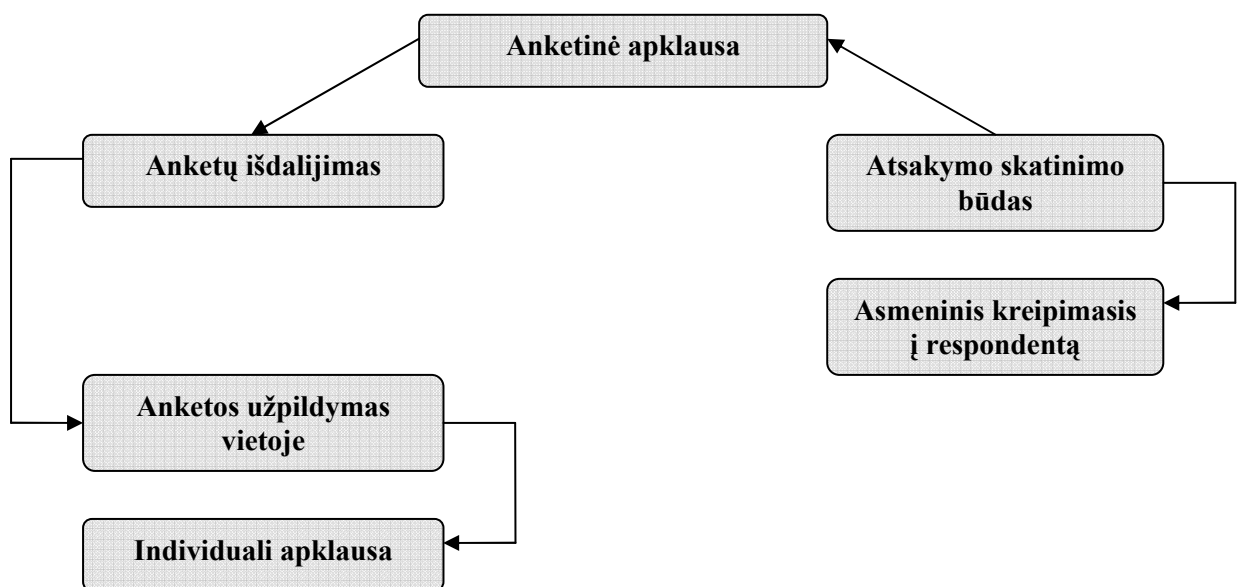 Anketinė apklausa
Anketų išdalijimas
Atsakymo skatinimo
būdas
Asmeninis kreipimasis
į respondentą
Anketos užpildymas
vietoje
Individuali apklausa